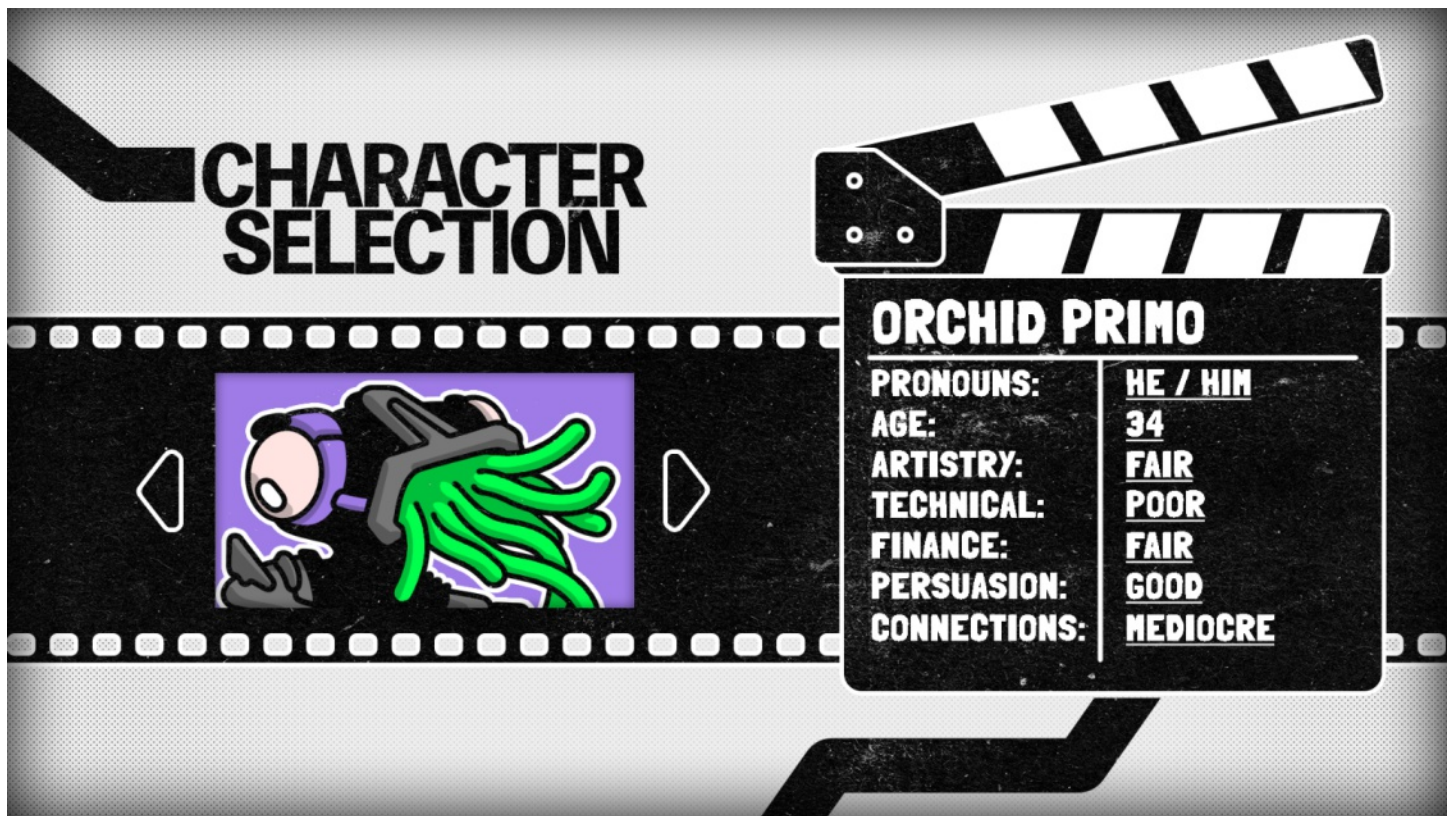 CHARACTER
SELECTION
ORCHID PRIMO
PRONOUNS: HE / HIM
AGE: 34
ARTISTRY: FAIR
TECHNICAL: POOR
FINANCE: FAIR
PERSUASION: GOOD
CONNECTIONS: MEDIOCRE